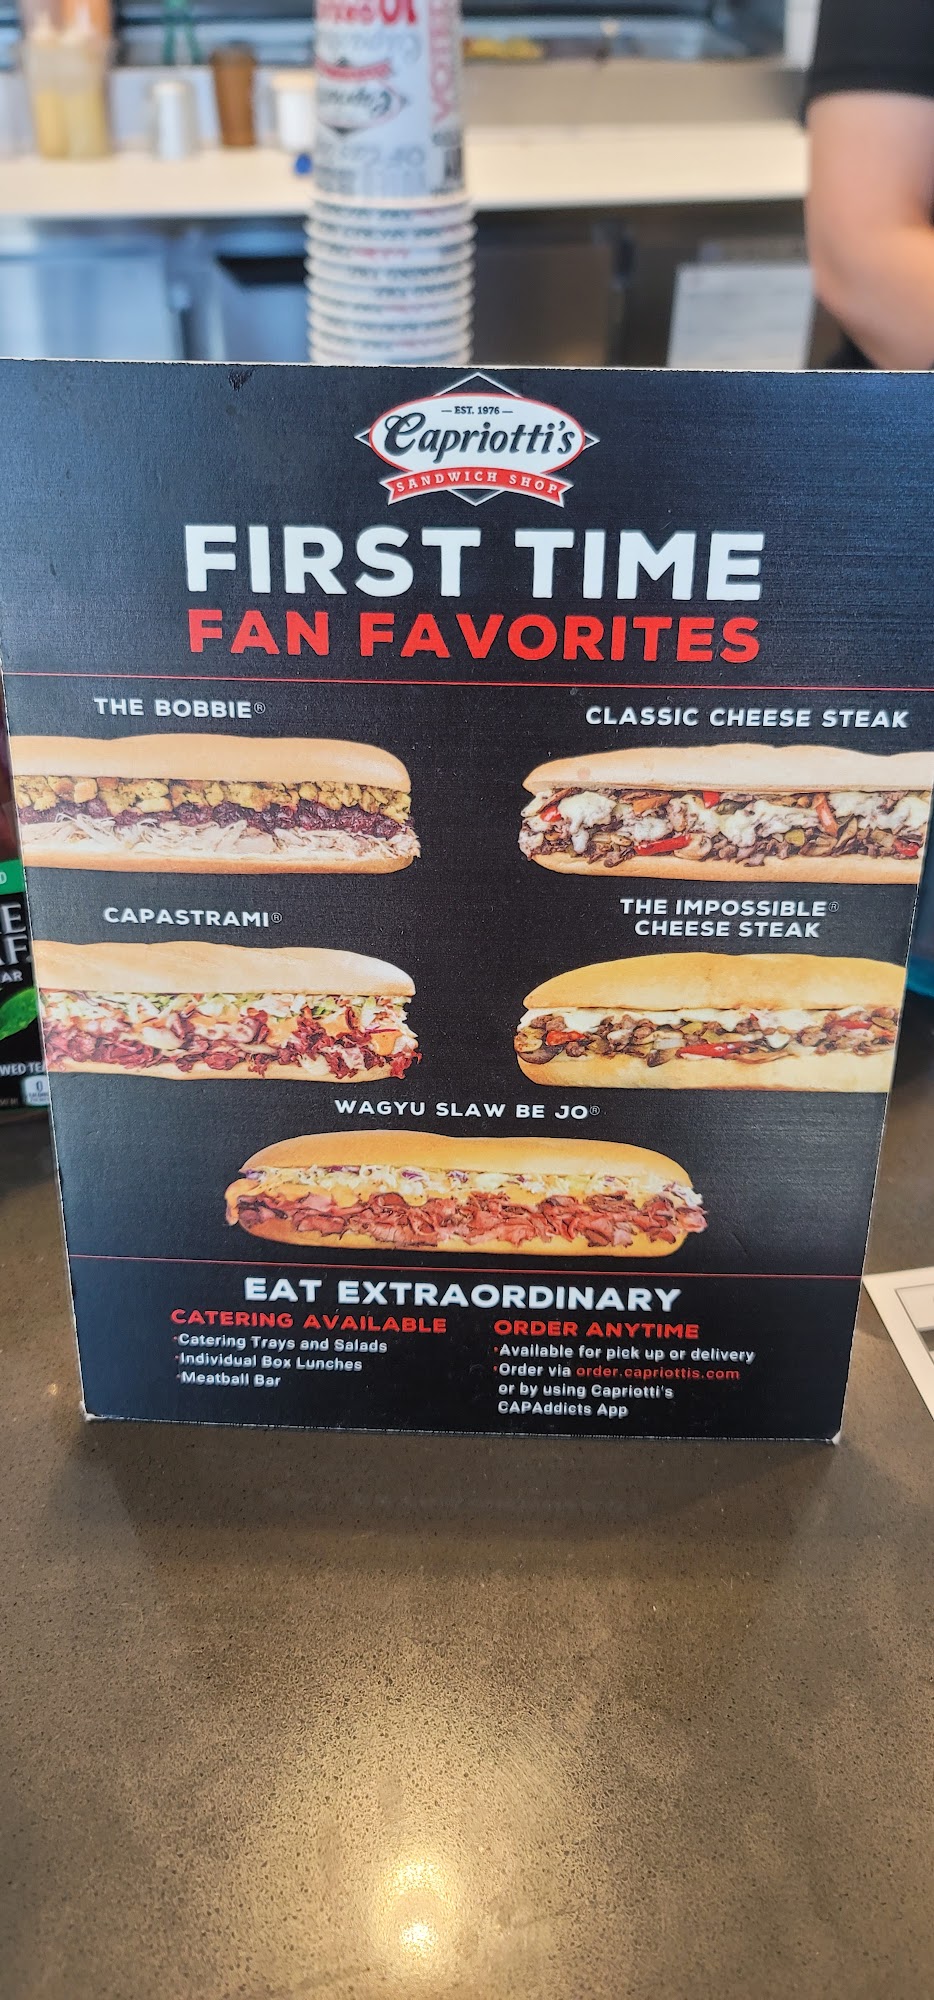 EST. 1976
Capriotti's
SANDWICH SHOP
FIRST TIME
FAN FAVORITES
THE BOBBIE®
CLASSIC CHEESE STEAK
CAPASTRAMI®
THE IMPOSSIBLE®
CHEESE STEAK
WAGYU SLAW BE JO®
EAT EXTRAORDINARY
CATERING AVAILABLE
•Catering Trays and Salads
•Individual Box Lunches
•Meatball Bar
ORDER ANYTIME
•Available for pick up or delivery
•Order via order.capriottis.com
or by using Capriotti's
CAPAddicts App